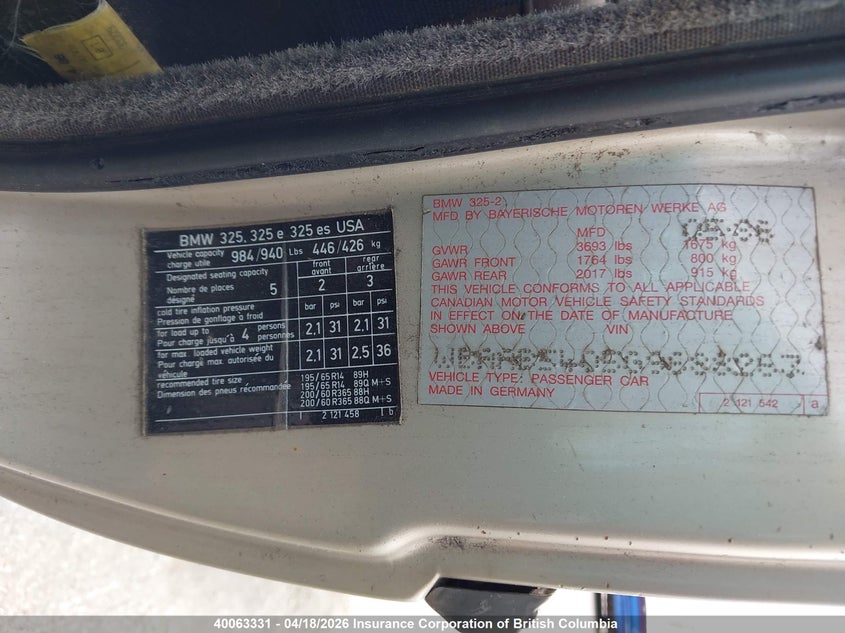 BMW 325, 325 e 325 es USA
Vehicle capacity
charge utile 984/940 Lbs 446/426 kg
Designated seating capacity
Nombre de places
désigné 5
front
avant
2
rear
arrière
3
cold tire inflation pressure
Pression de gonflage à froid
bar psi bar psi
for load up to 4 persons
Pour charge jusqu'à 4 personnes
2,1 31 2,1 31
for max. loaded vehicle weight
Pour charge max. autorisée du
véhicule
2,1 31 2,5 36
recommended tire size
Dimension des pneus recommandée
195/65 R14 89H
195/65 R14 89Q M+S
200/60 R365 88H
200/60 R365 88Q M+S
2 121 458 b
BMW 325-2
MFD BY BAYERISCHE MOTOREN WERKE AG
MFD
GVWR 3693 lbs 1675 kg
GAWR FRONT 1764 lbs 800 kg
GAWR REAR 2017 lbs 915 kg
THIS VEHICLE CONFORMS TO ALL APPLICABLE
CANADIAN MOTOR VEHICLE SAFETY STANDARDS
IN EFFECT ON THE DATE OF MANUFACTURE
SHOWN ABOVE VIN
VEHICLE TYPE: PASSENGER CAR
MADE IN GERMANY
2 121 542 a
40063331 - 04/18/2026 Insurance Corporation of British Columbia